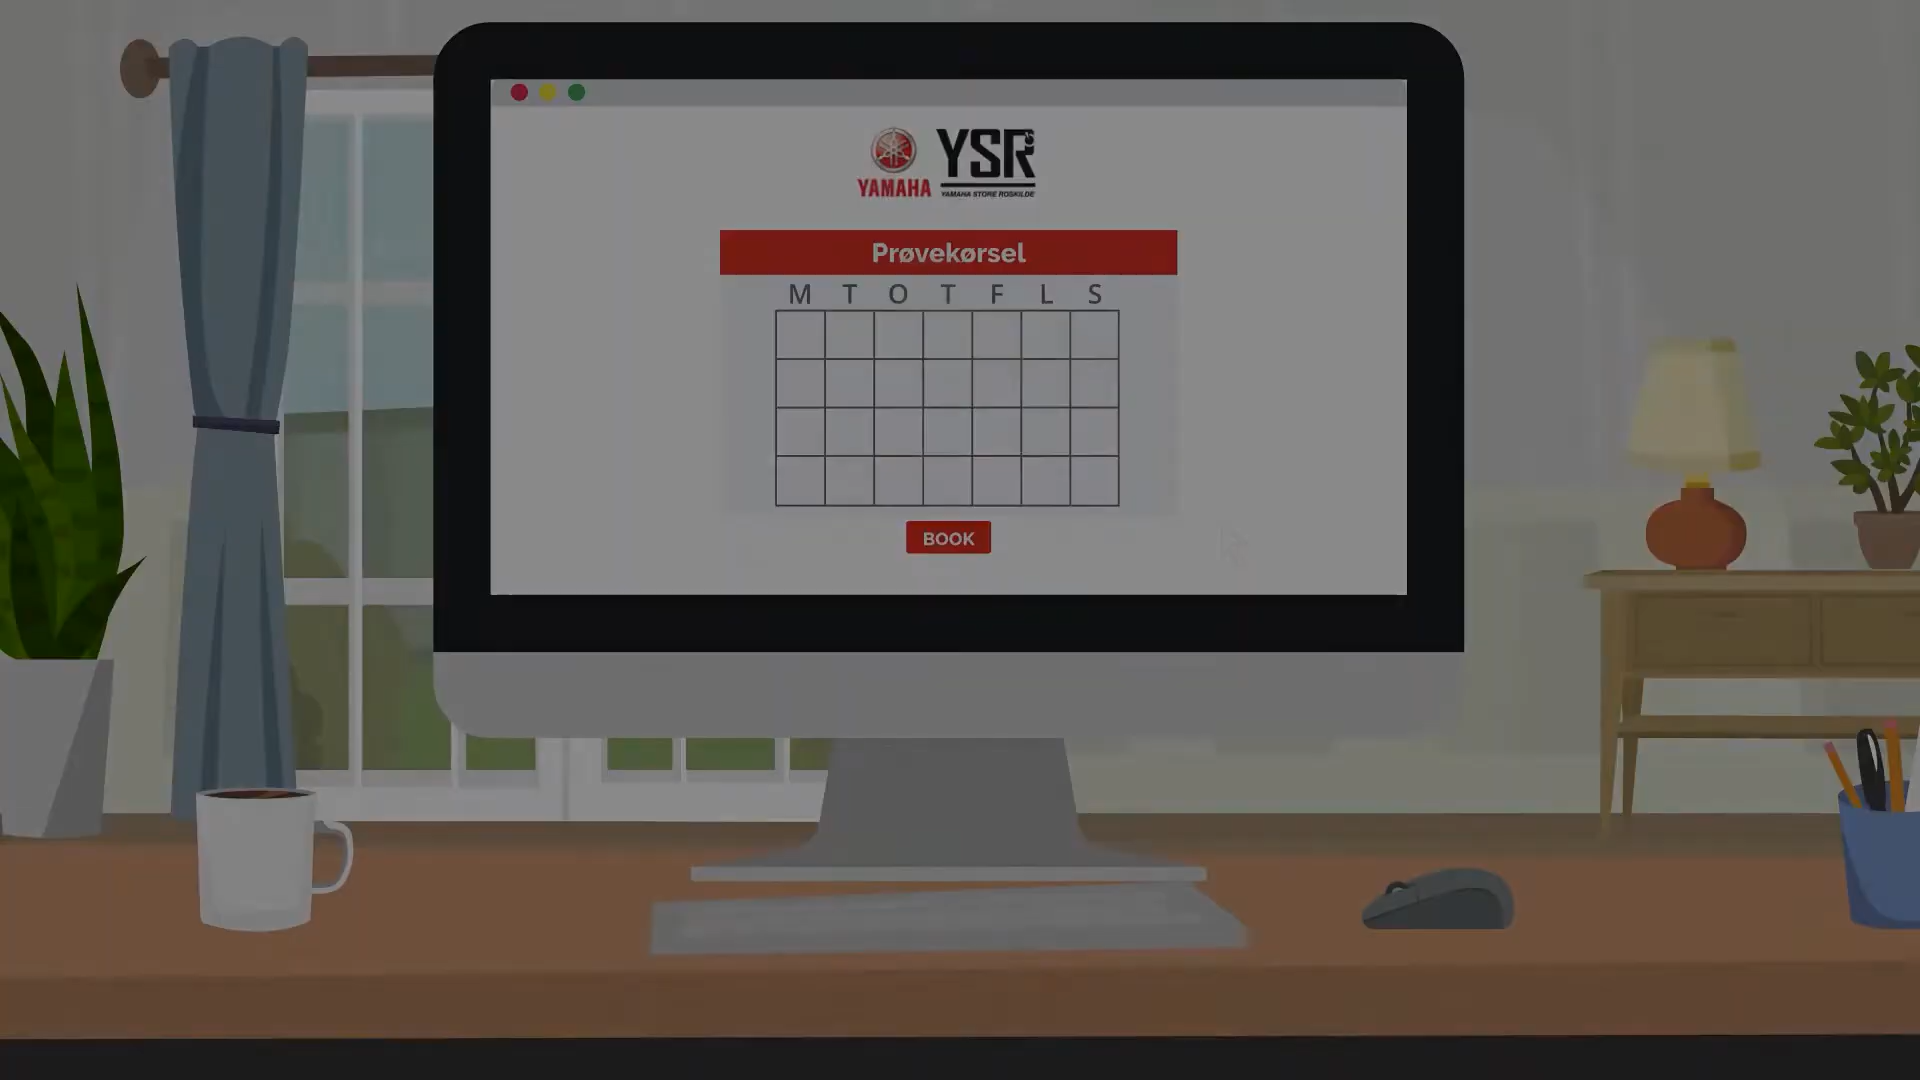 YAMAHA
YSR
YAMAHA STORE ROSKILDE
Prøvekørsel
M T O T F L S
BOOK